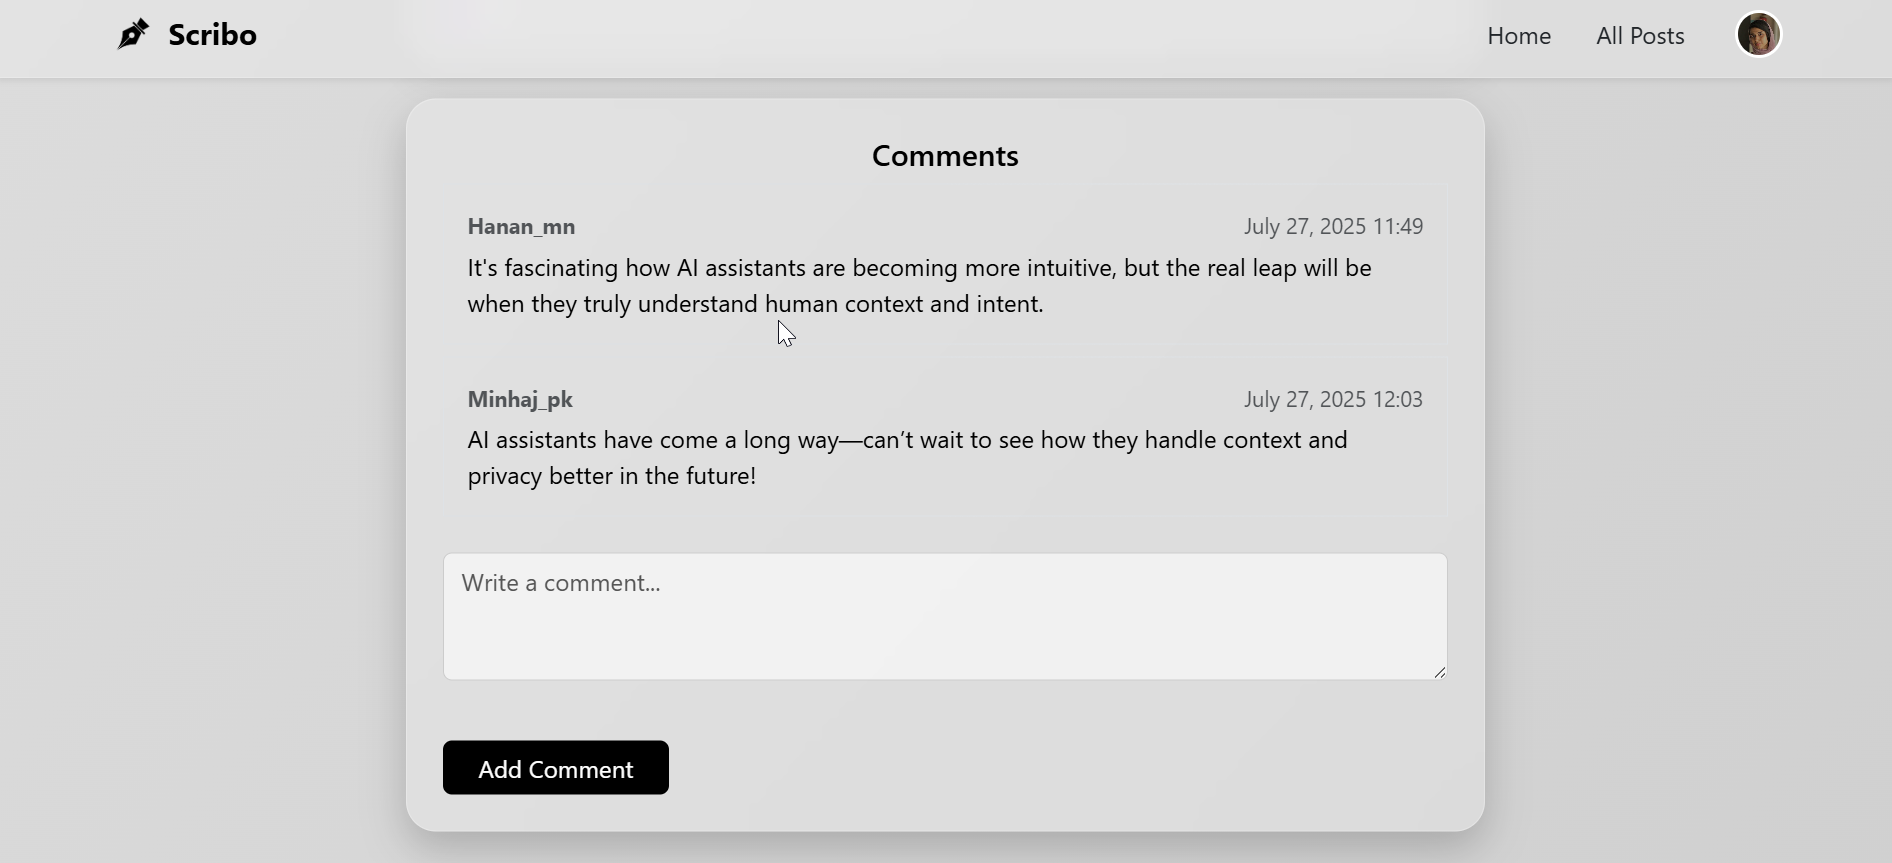 Scribo
Home
All Posts
Comments
Hanan_mn
July 27, 2025 11:49
It's fascinating how AI assistants are becoming more intuitive, but the real leap will be
when they truly understand human context and intent.
Minhaj_pk
July 27, 2025 12:03
AI assistants have come a long way—can’t wait to see how they handle context and
privacy better in the future!
Write a comment...
Add Comment